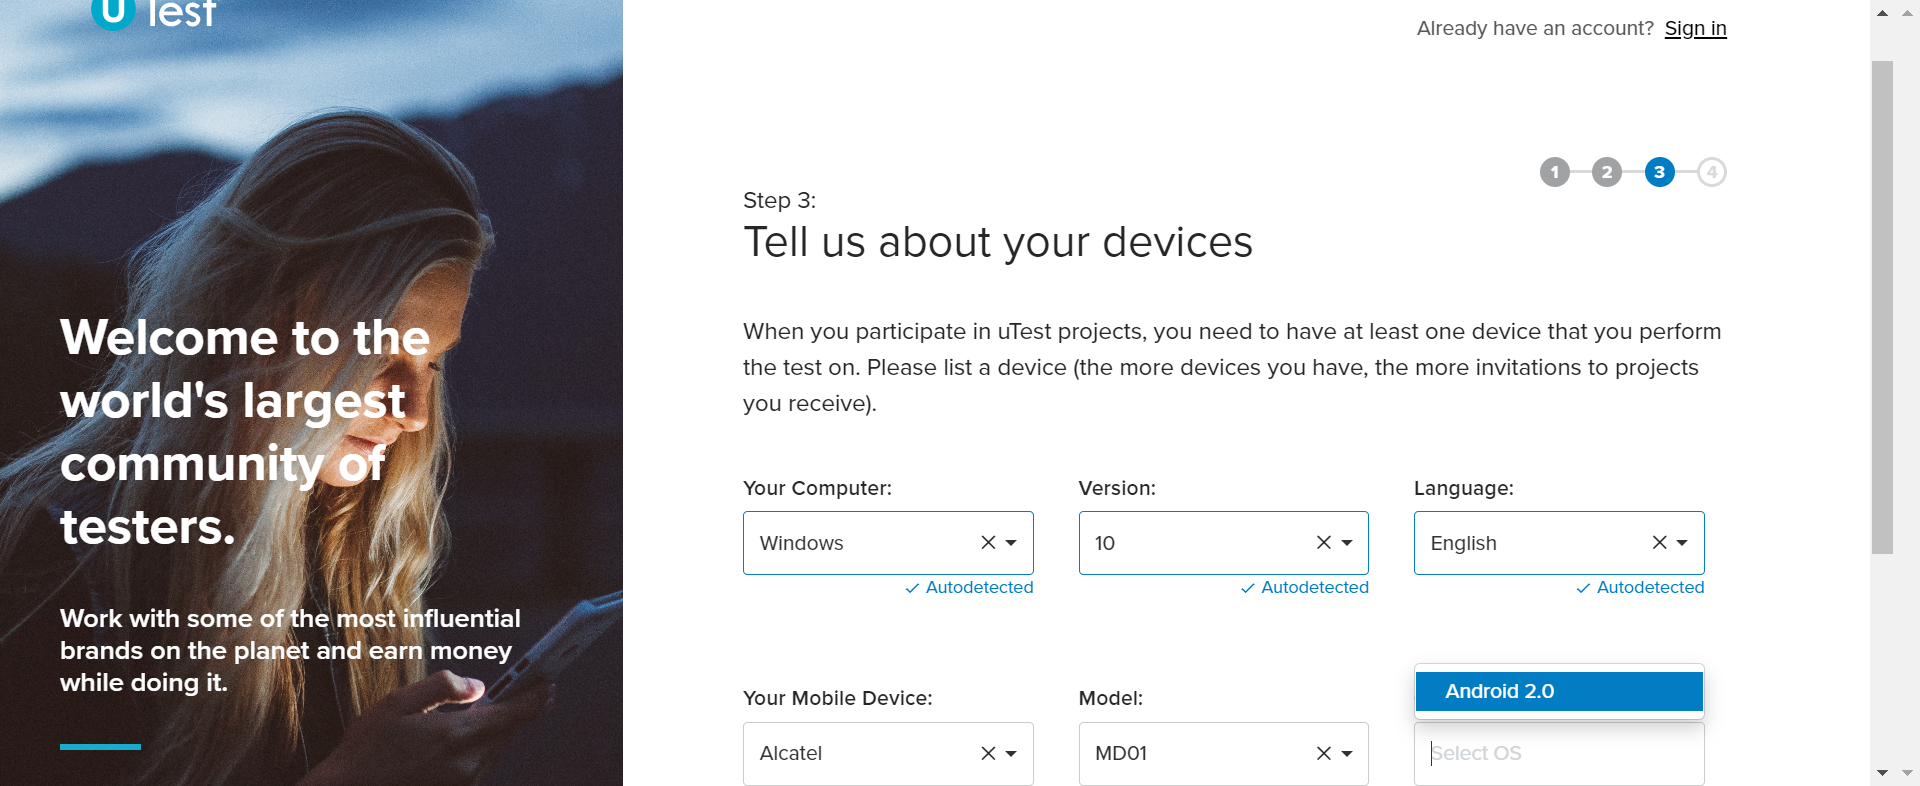 U Test
Already have an account? Sign in
1 2 3 4
Step 3:
Tell us about your devices
When you participate in uTest projects, you need to have at least one device that you perform
the test on. Please list a device (the more devices you have, the more invitations to projects
you receive).
Welcome to the
world's largest
community of
testers.
Work with some of the most influential
brands on the planet and earn money
while doing it.
Your Computer: Version: Language:
Windows 10 English
Autodetected Autodetected Autodetected
Your Mobile Device: Model:
Android 2.0
Alcatel MD01 Select OS